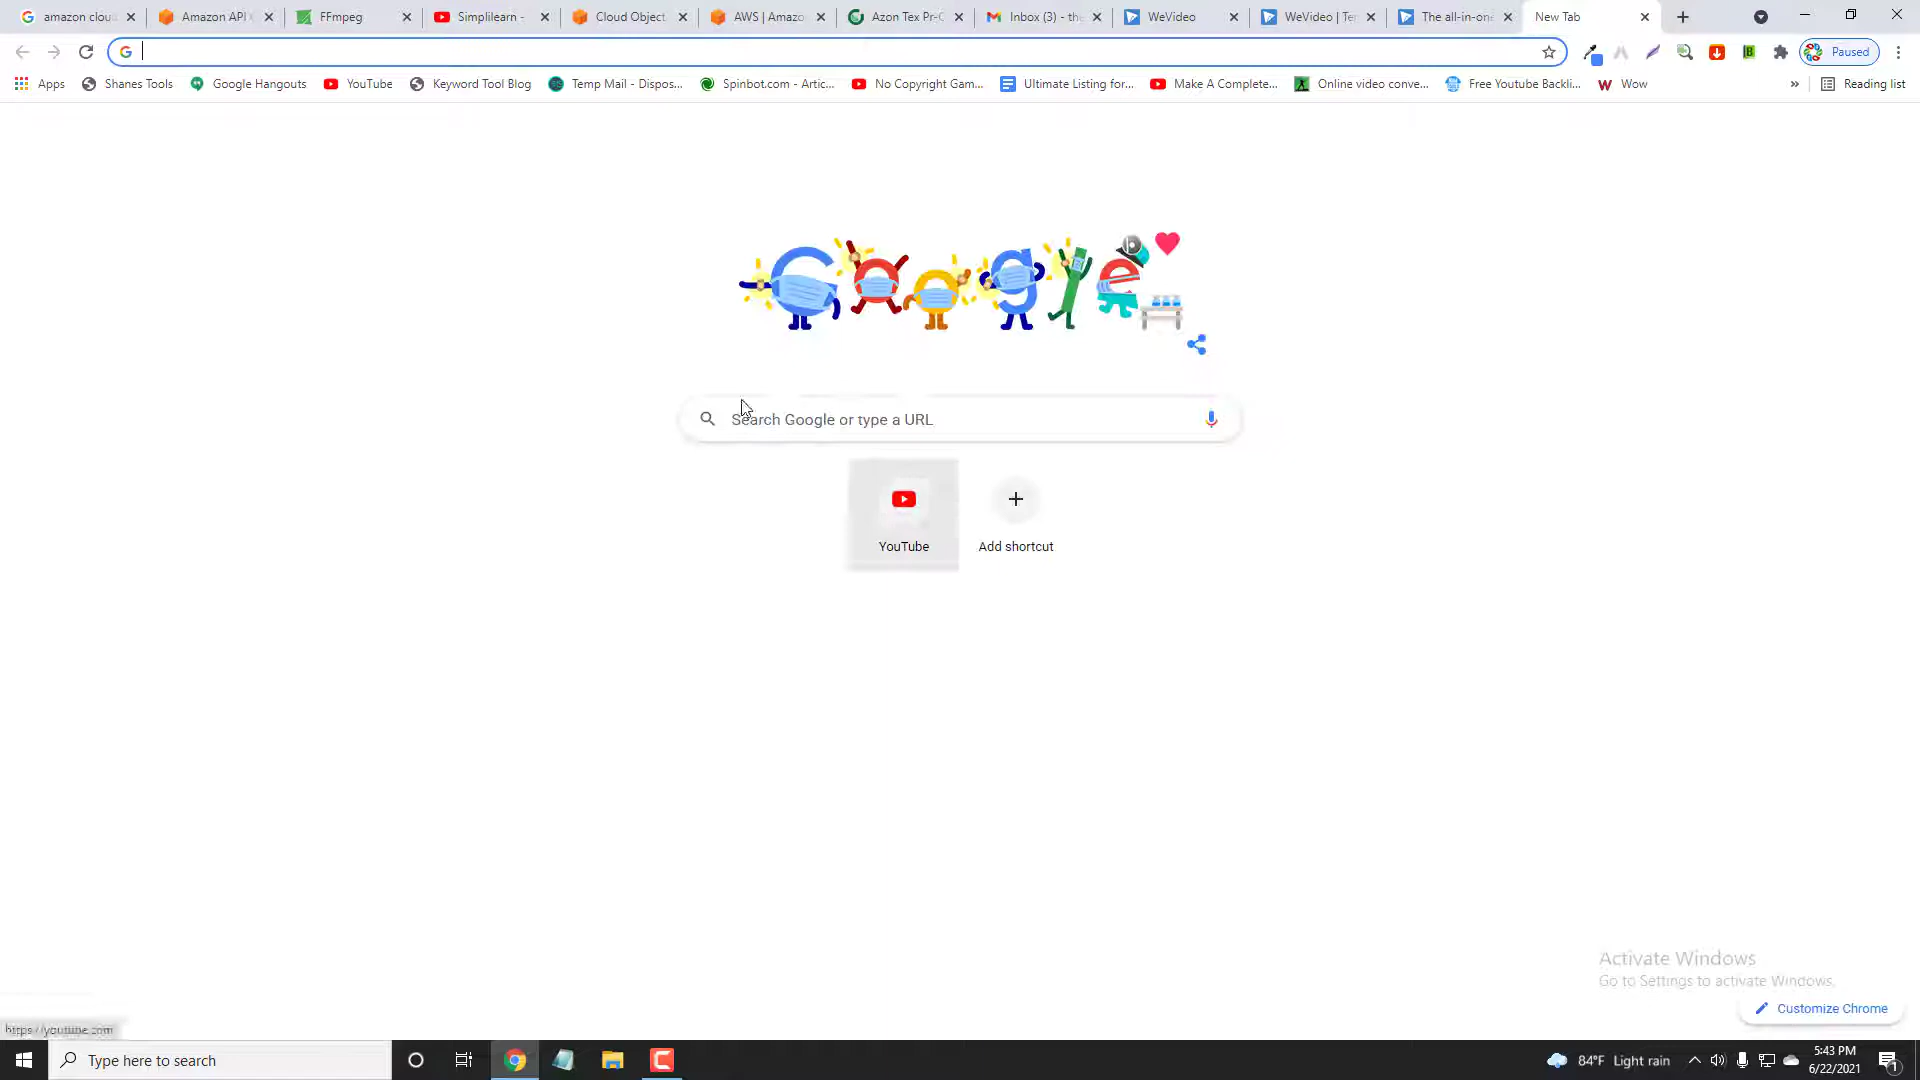 amazon clou
Amazon API
FFmpeg
Simplilearn -
Cloud Object
AWS | Amazo
Azon Tex Pr-C
Inbox (3) - th
WeVideo
WeVideo | Te
The all-in-on
New Tab
Paused
Apps
Shanes Tools
Google Hangouts
YouTube
Keyword Tool Blog
Temp Mail - Dispos...
Spinbot.com - Artic...
No Copyright Gam...
Ultimate Listing for...
Make A Complete...
Online video conve...
Free Youtube Backli...
Wow
»
Reading list
Google
Search Google or type a URL
YouTube
Add shortcut
Activate Windows
Go to Settings to activate Windows.
Customize Chrome
https://youtube.com
Type here to search
84°F Light rain
5:43 PM
6/22/2021
1